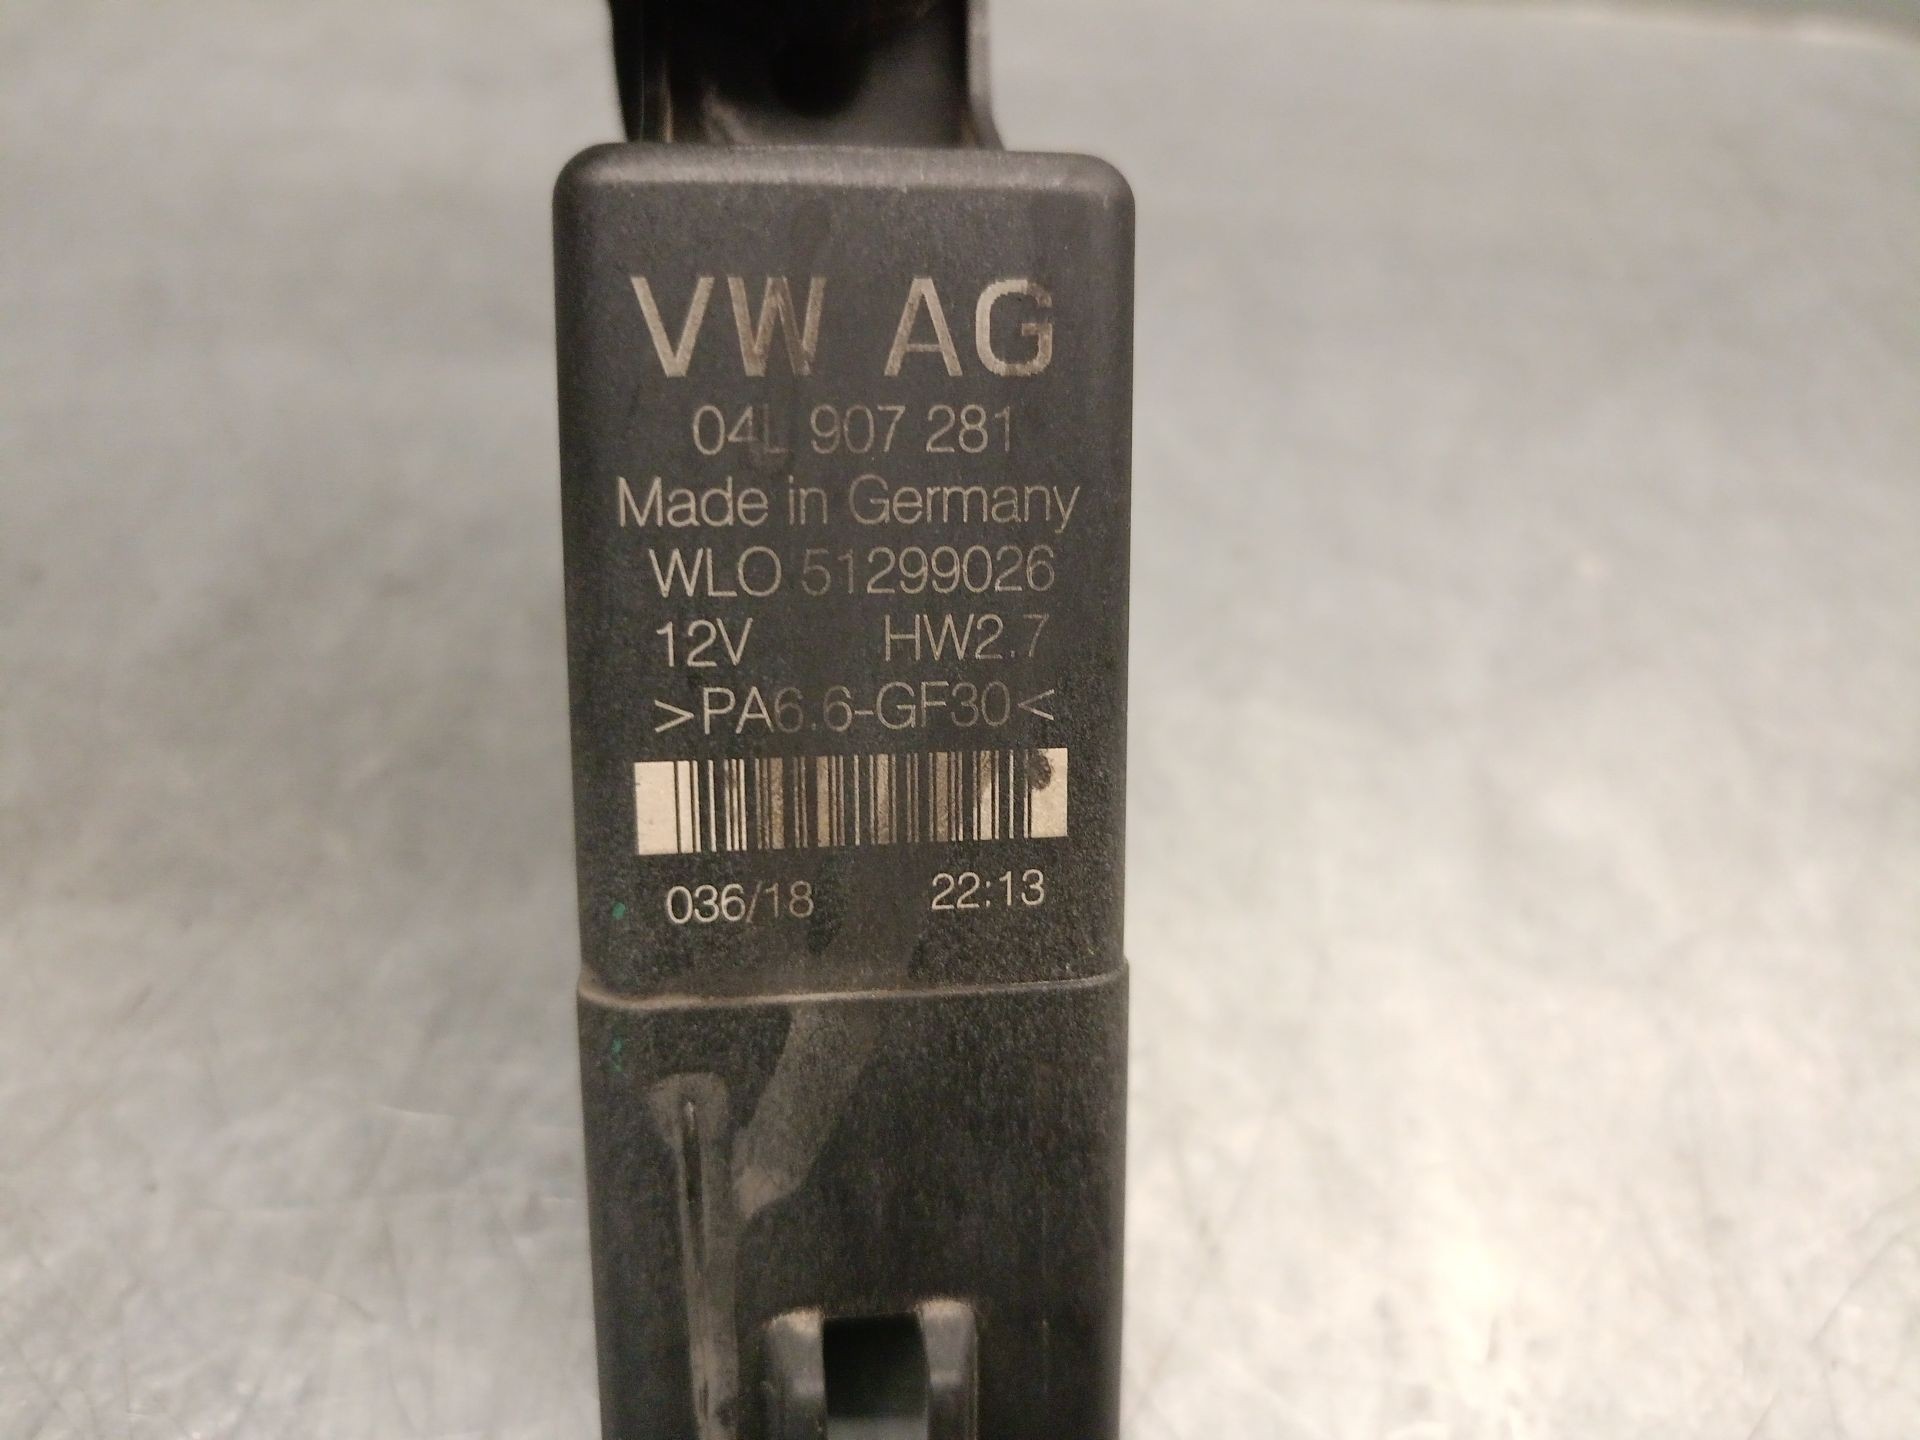 VW AG
04L 907 281
Made in Germany
WLO 51299026
12V HW2.7
>PA6.6-GF30<
036/18 22:13